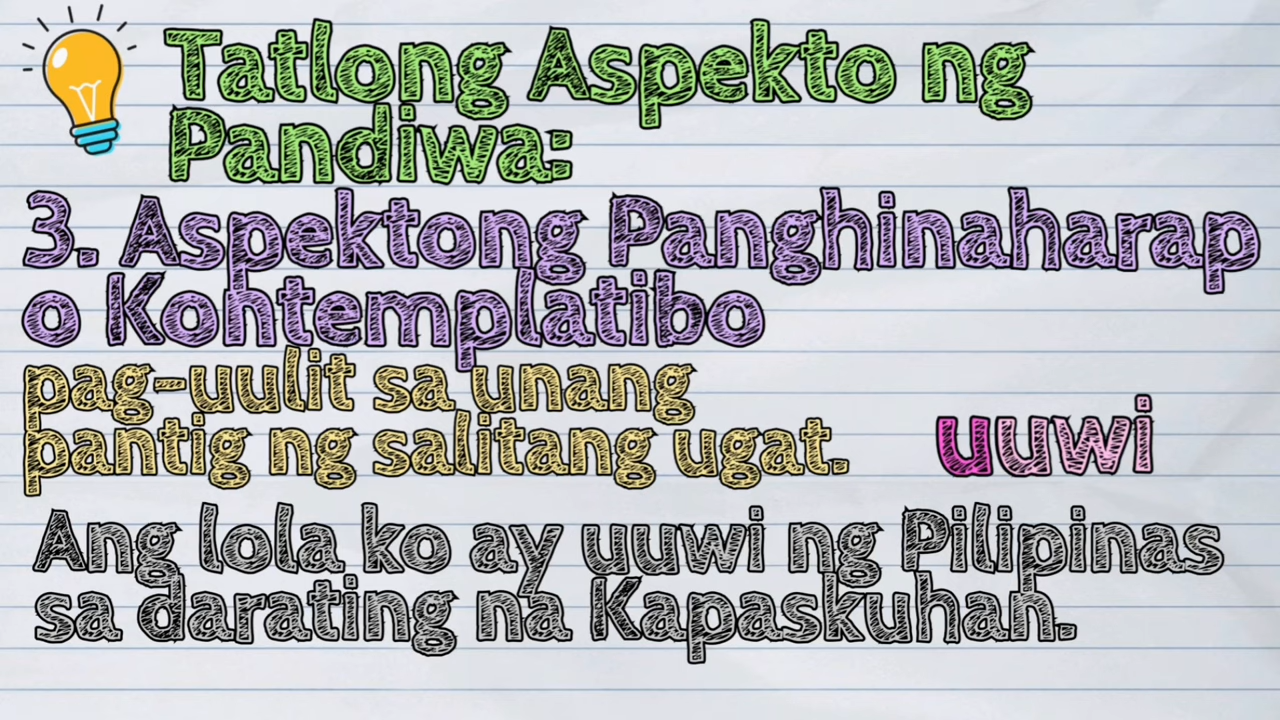 Tatlong Aspekto ng
Pandiwa:
3. Aspektong Panghinaharap
o Kohtemplatibo
pag-uulit sa unang
pantig ng salitang ugat.
uuwi
Ang lola ko ay uuwi ng Pilipinas
sa darating na Kapaskuhan.